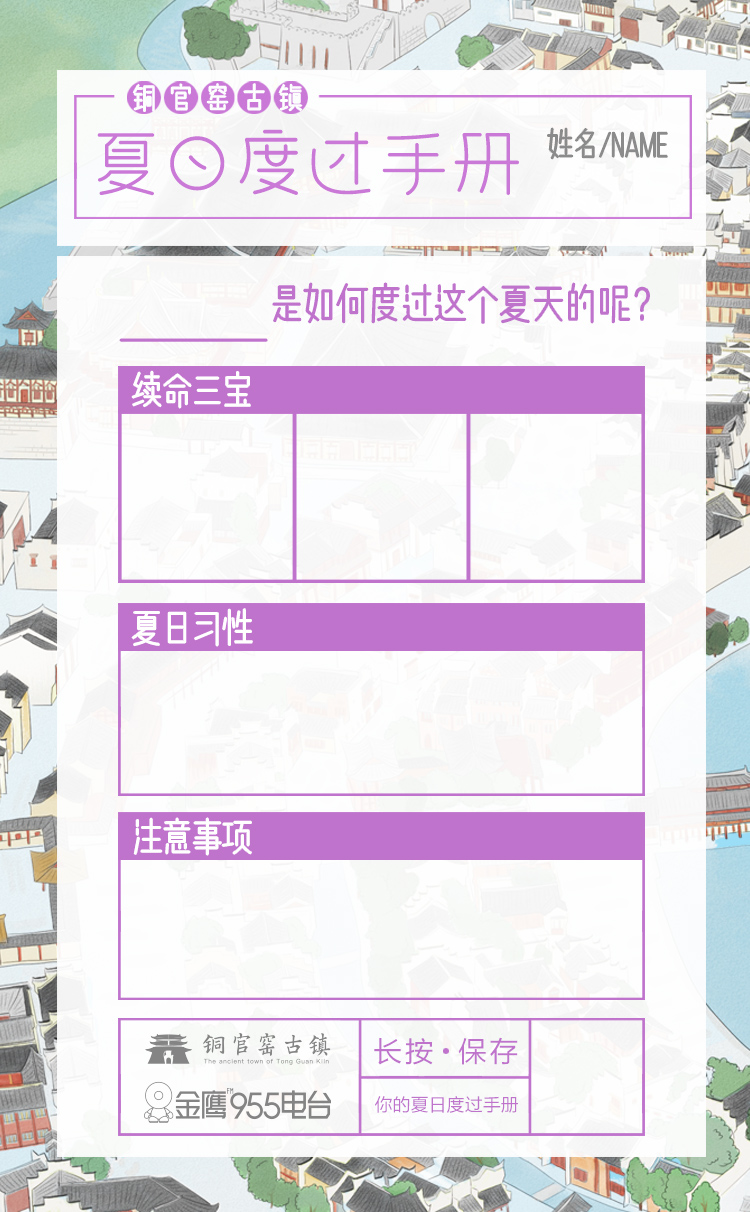 铜官窑古镇
夏日度过手册
姓名/NAME
是如何度过这个夏天的呢?
续命三宝
夏日习性
注意事项
铜官窑古镇
The ancient town of Tong Guan Kiln
金鹰955电台
FM
长按·保存
你的夏日度过手册